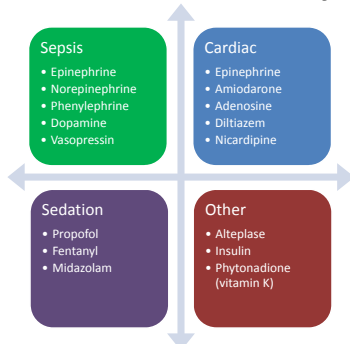 Sepsis
• Epinephrine
• Norepinephrine
• Phenylephrine
• Dopamine
• Vasopressin
Cardiac
• Epinephrine
• Amiodarone
• Adenosine
• Diltiazem
• Nicardipine
Sedation
• Propofol
• Fentanyl
• Midazolam
Other
• Alteplase
• Insulin
• Phytonadione
(vitamin K)